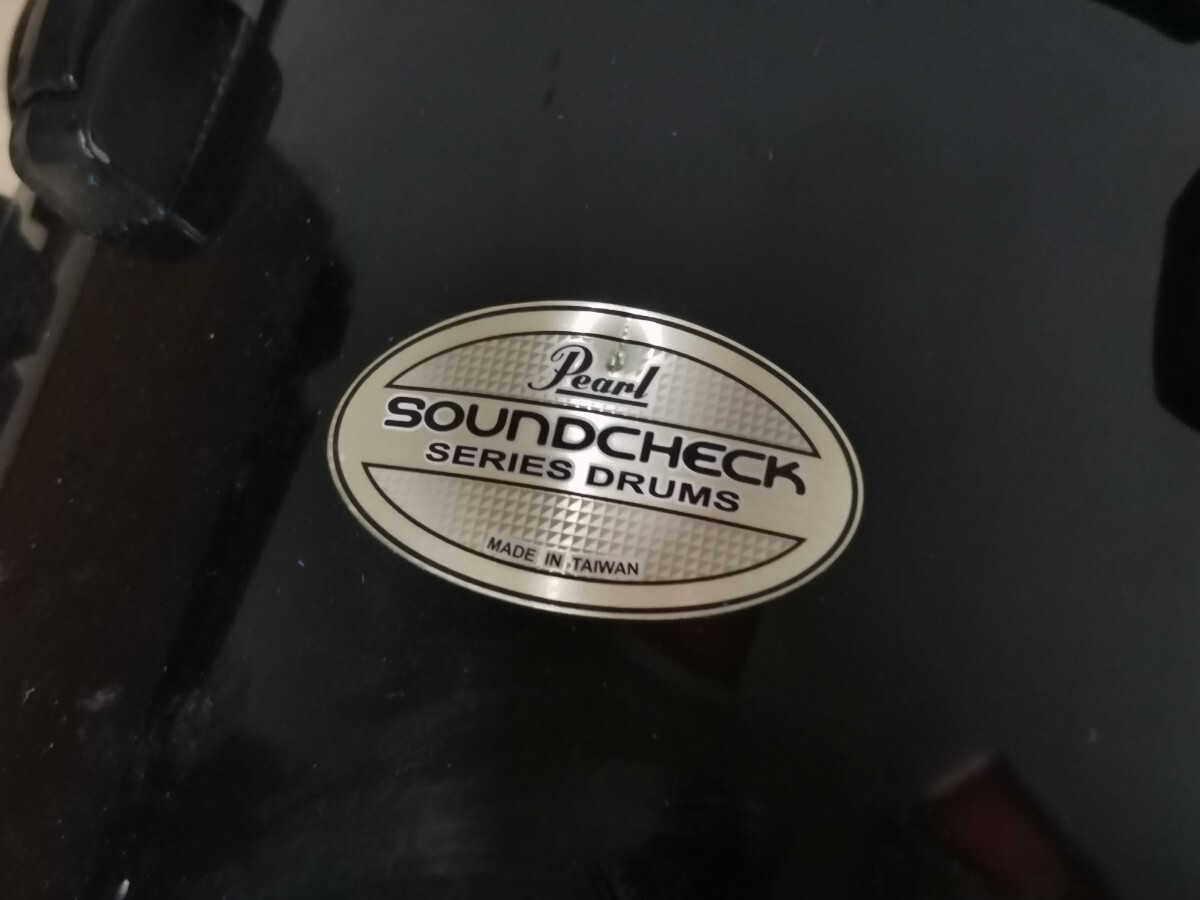 Pearl
SOUNDCHECK
SERIES DRUMS
MADE IN TAIWAN